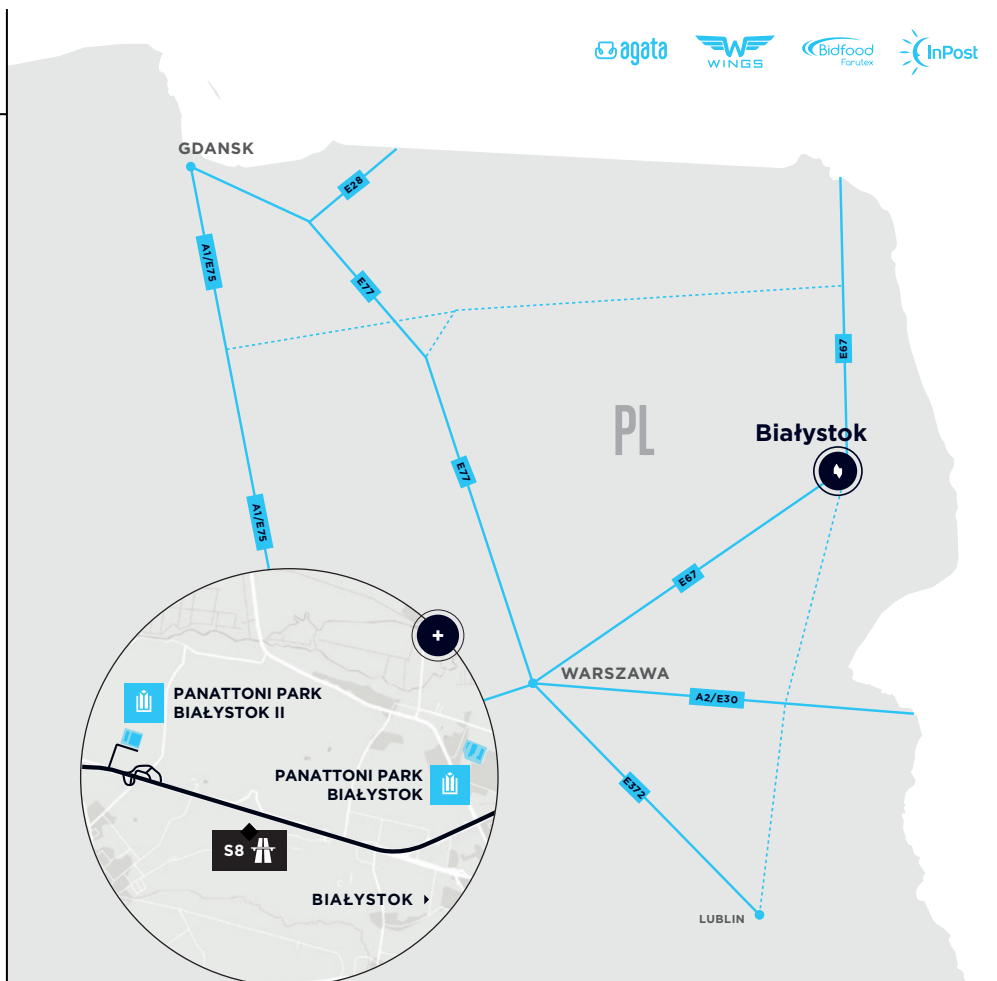 agata
WINGS
Bidfood
Farutex
InPost
GDANSK
E28
A1/E75
E77
E67
PL
Białystok
E77
A1/E75
E67
WARSZAWA
A2/E30
PANATTONI PARK
BIAŁYSTOK II
PANATTONI PARK
BIAŁYSTOK
E372
S8
BIAŁYSTOK
LUBLIN